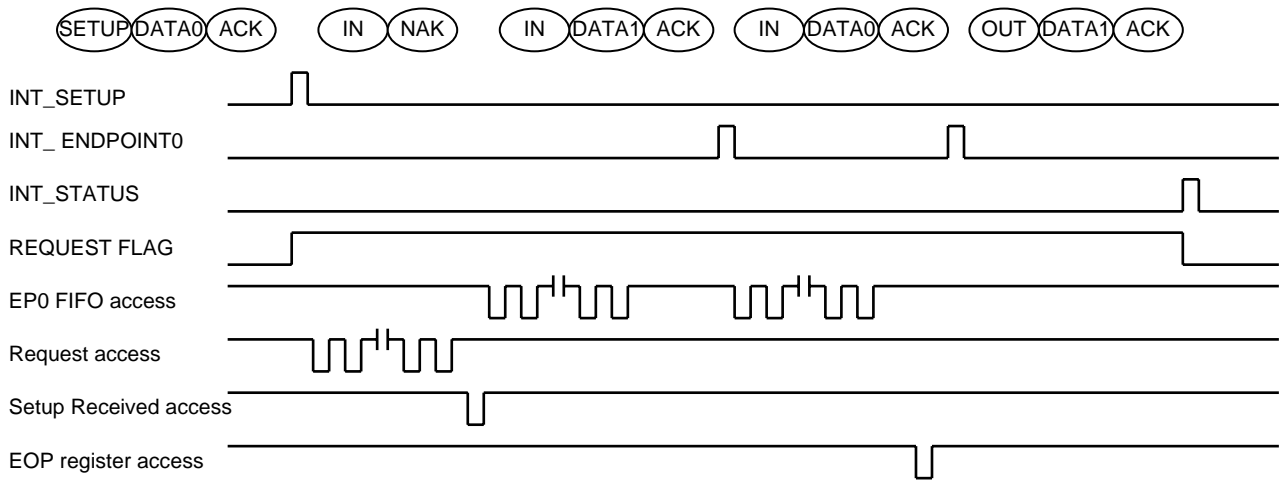 SETUP DATA0 ACK IN NAK IN DATA1 ACK IN DATA0 ACK OUT DATA1 ACK
INT_SETUP
INT_ ENDPOINT0
INT_STATUS
REQUEST FLAG
EP0 FIFO access
Request access
Setup Received access
EOP register access